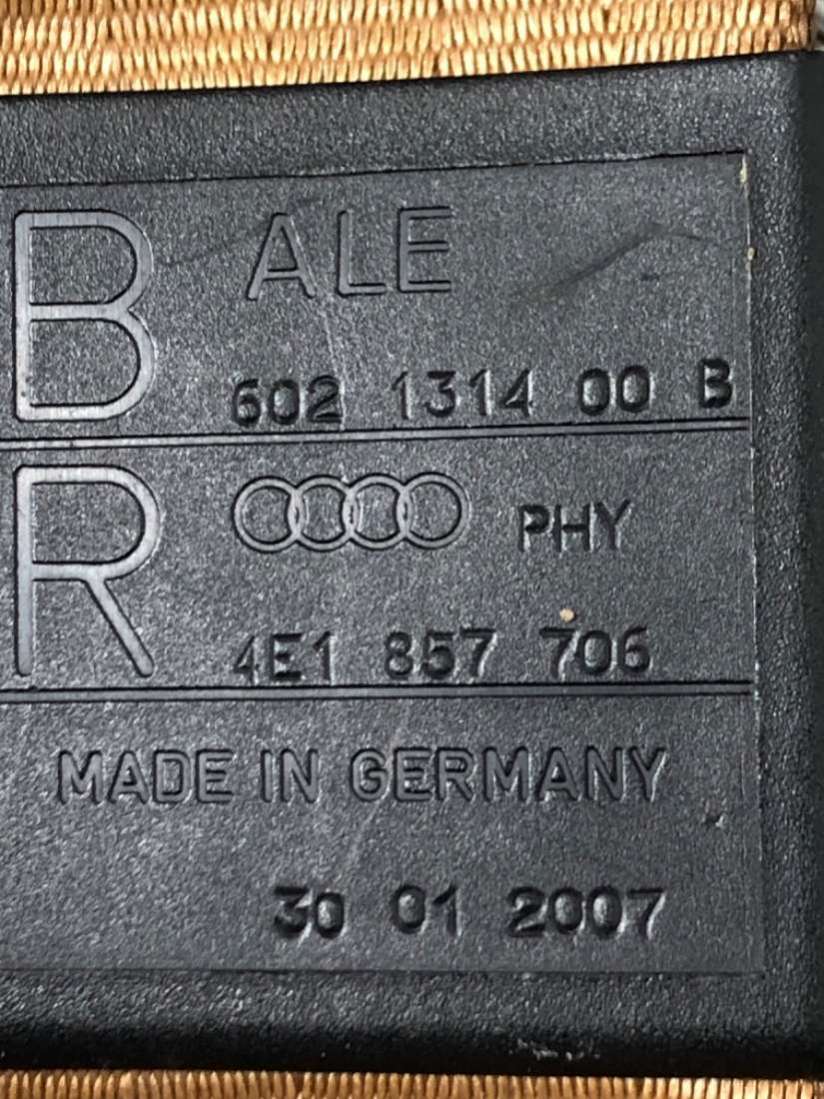 B ALE
602 1314 00 B
R PHY
4E1 857 706
MADE IN GERMANY
30 01 2007